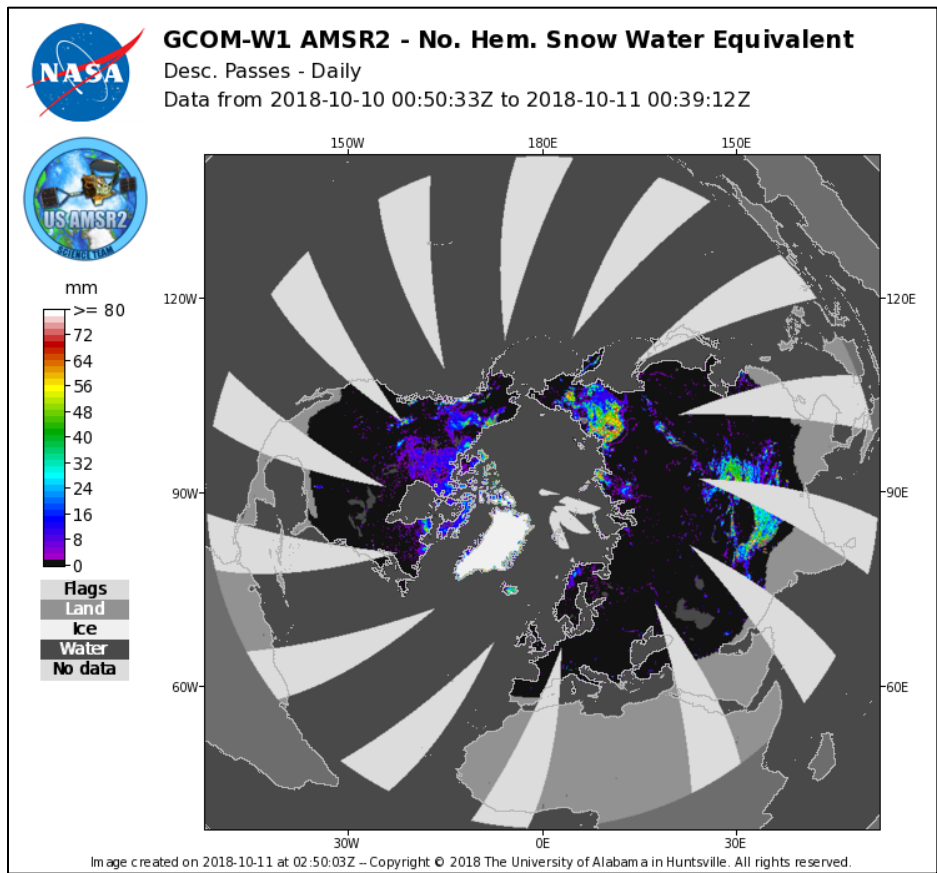 GCOM-W1 AMSR2 - No. Hem. Snow Water Equivalent
Desc. Passes - Daily
Data from 2018-10-10 00:50:33Z to 2018-10-11 00:39:12Z
NASA
US AMSR2
SCIENCE TEAM
150W 180E 150E
120W 120E
90W 90E
60W 60E
30W 0E 30E
mm
>= 80
72
64
56
48
40
32
24
16
8
0
Flags
Land
Ice
Water
No data
Image created on 2018-10-11 at 02:50:03Z -- Copyright © 2018 The University of Alabama in Huntsville. All rights reserved.